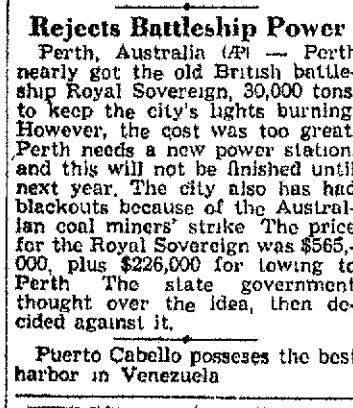 Rejects Battleship Power
Perth, Australia (AP) — Perth
nearly got the old British battle-
ship Royal Sovereign, 30,000 tons
to keep the city's lights burning
However, the cost was too great
Perth needs a new power station,
and this will not be finished until
next year. The city also has had
blackouts because of the Austral-
ian coal miners' strike The price
for the Royal Sovereign was $565,-
000, plus $226,000 for towing to
Perth The state government
thought over the idea, then de-
cided against it.
Puerto Cabello posseses the best
harbor in Venezuela